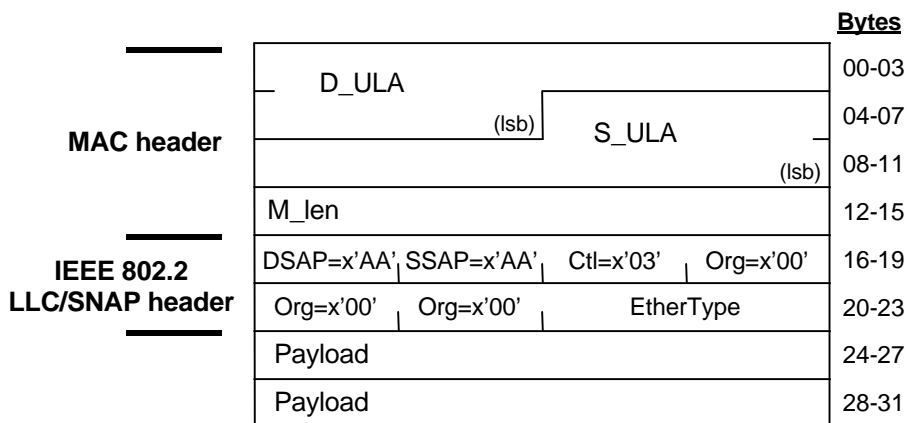 Bytes
00-03
D_ULA
04-07
(lsb)
S_ULA
MAC header
08-11
(lsb)
M_len
12-15
IEEE 802.2
LLC/SNAP header
DSAP=x'AA' SSAP=x'AA' Ctl=x'03' Org=x'00' 16-19
Org=x'00' Org=x'00' EtherType 20-23
Payload 24-27
Payload 28-31